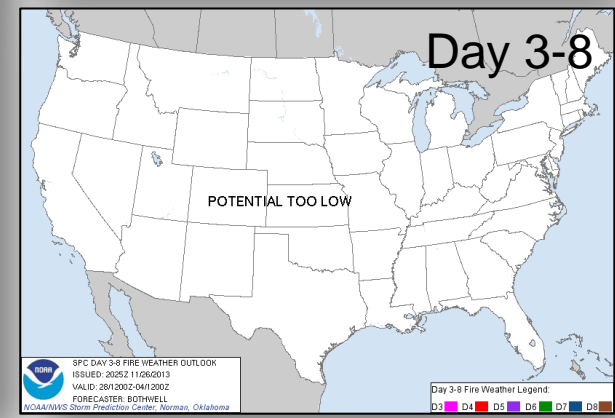 Day 3-8
POTENTIAL TOO LOW
NOAA
SPC DAY 3-8 FIRE WEATHER OUTLOOK
ISSUED: 2025Z 11/26/2013
VALID: 28/1200Z-04/1200Z
FORECASTER: BOTHWELL
NOAA/NWS Storm Prediction Center, Norman, Oklahoma
Day 3-8 Fire Weather Legend:
D3 D4 D5 D6 D7 D8